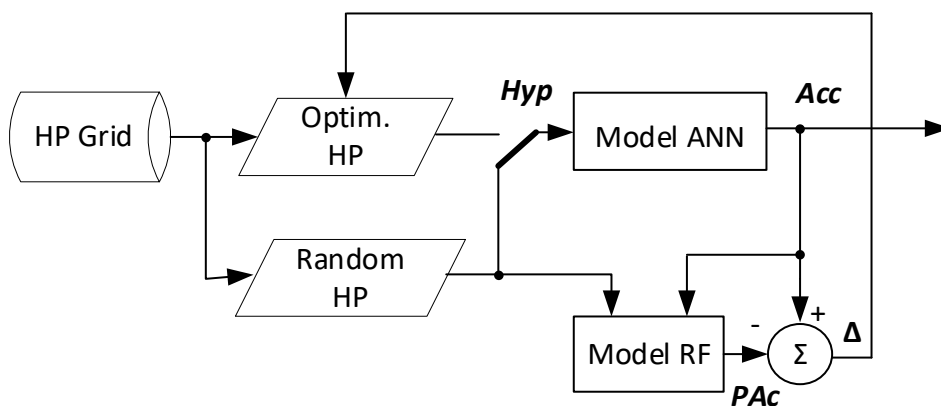 Hyp
Acc
HP Grid
Optim.
HP
Model ANN
Random
HP
-
+
Δ
Model RF
Σ
PAc